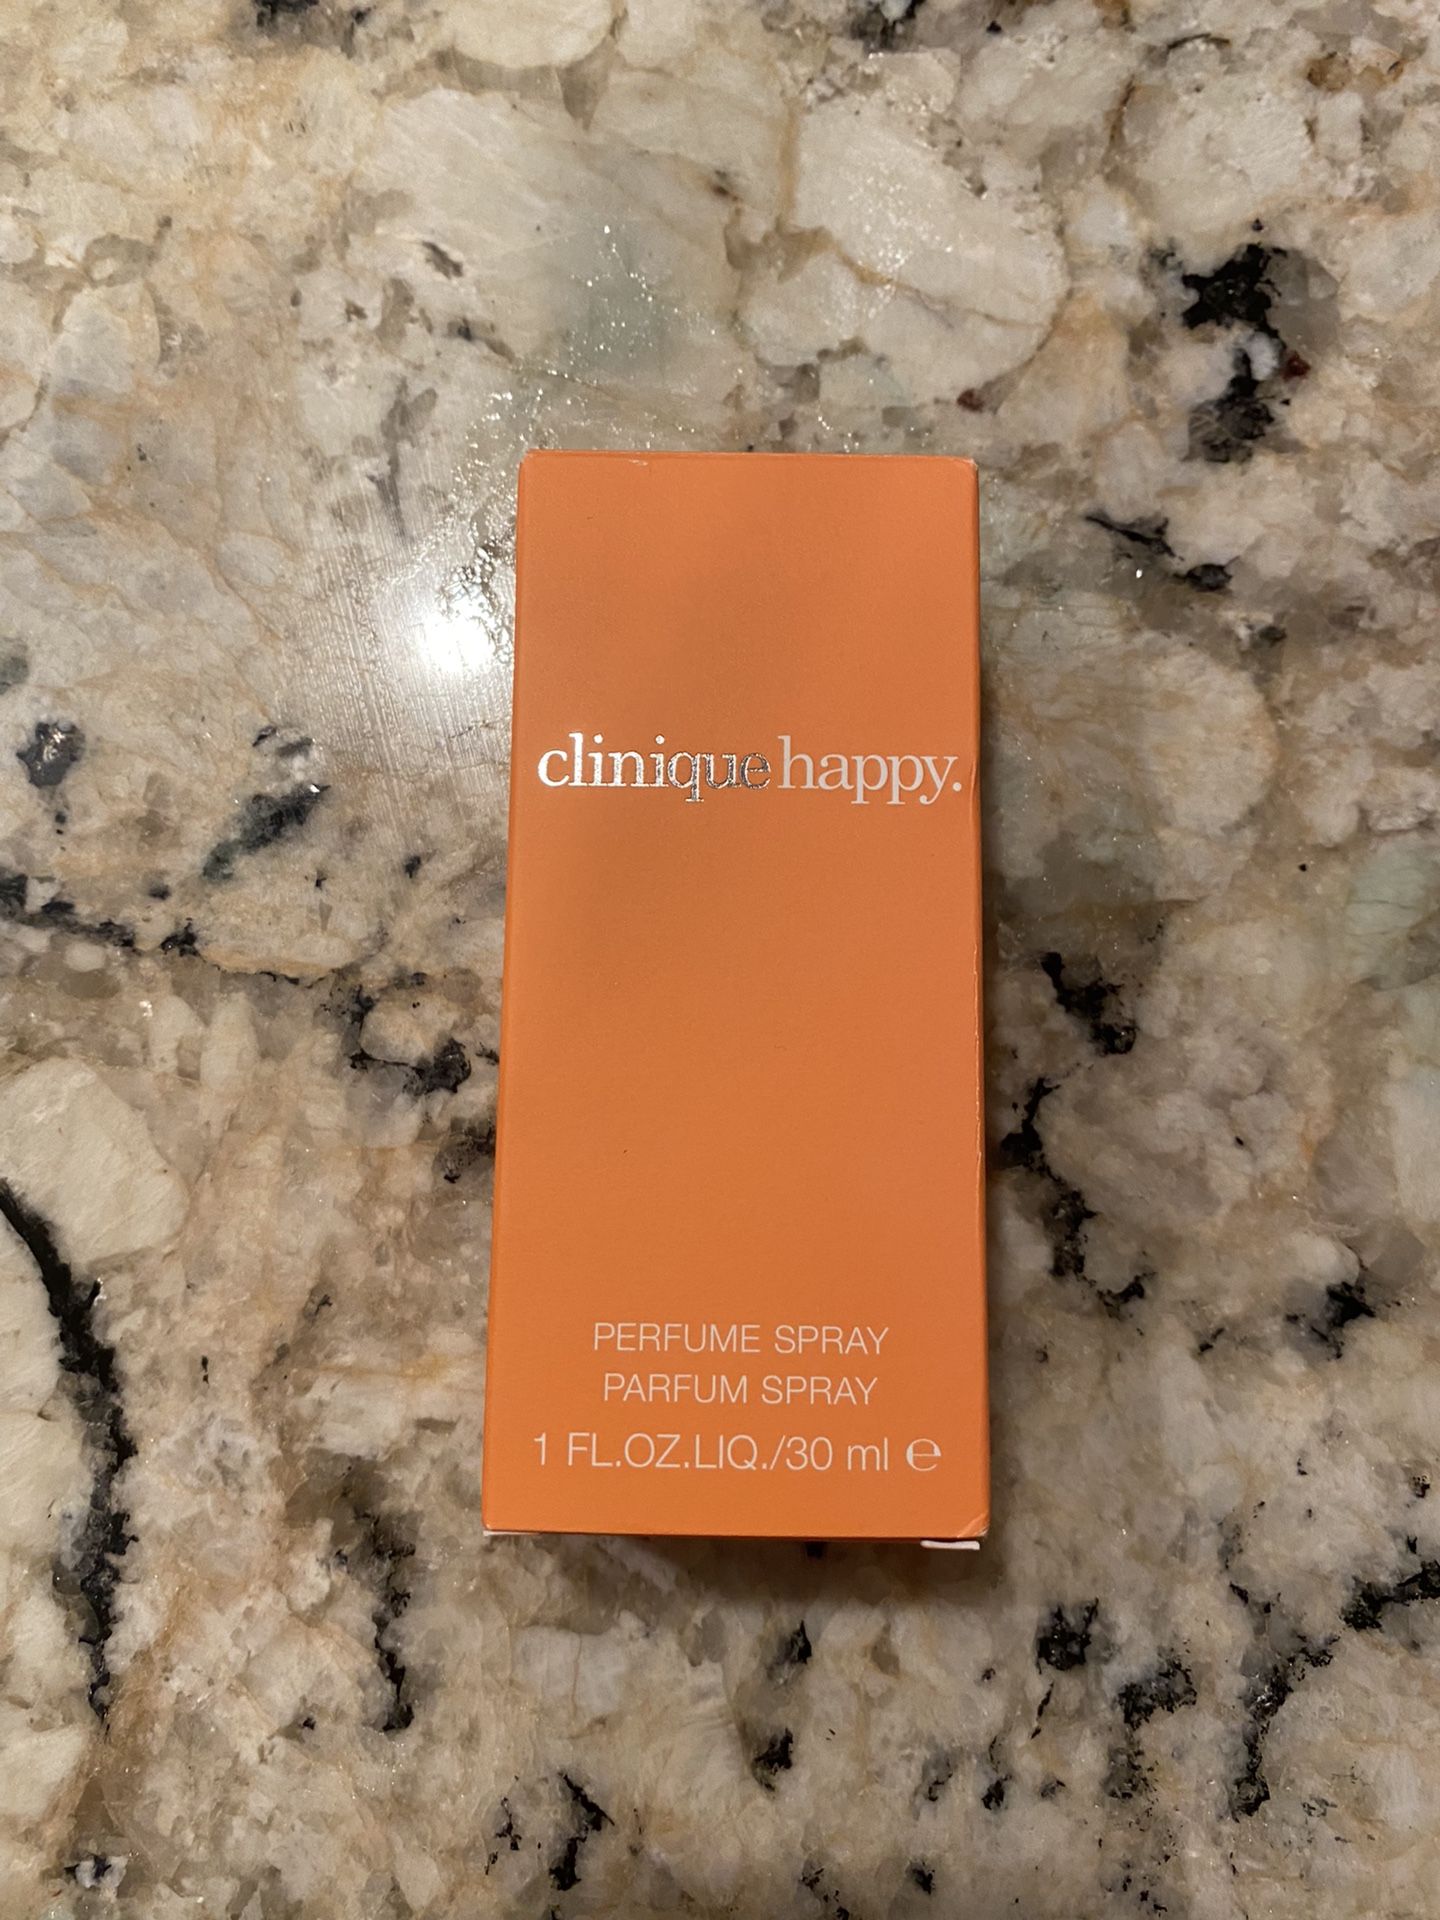 clinique happy.
PERFUME SPRAY
PARFUM SPRAY
1 FL.OZ.LIQ./30 ml ℮